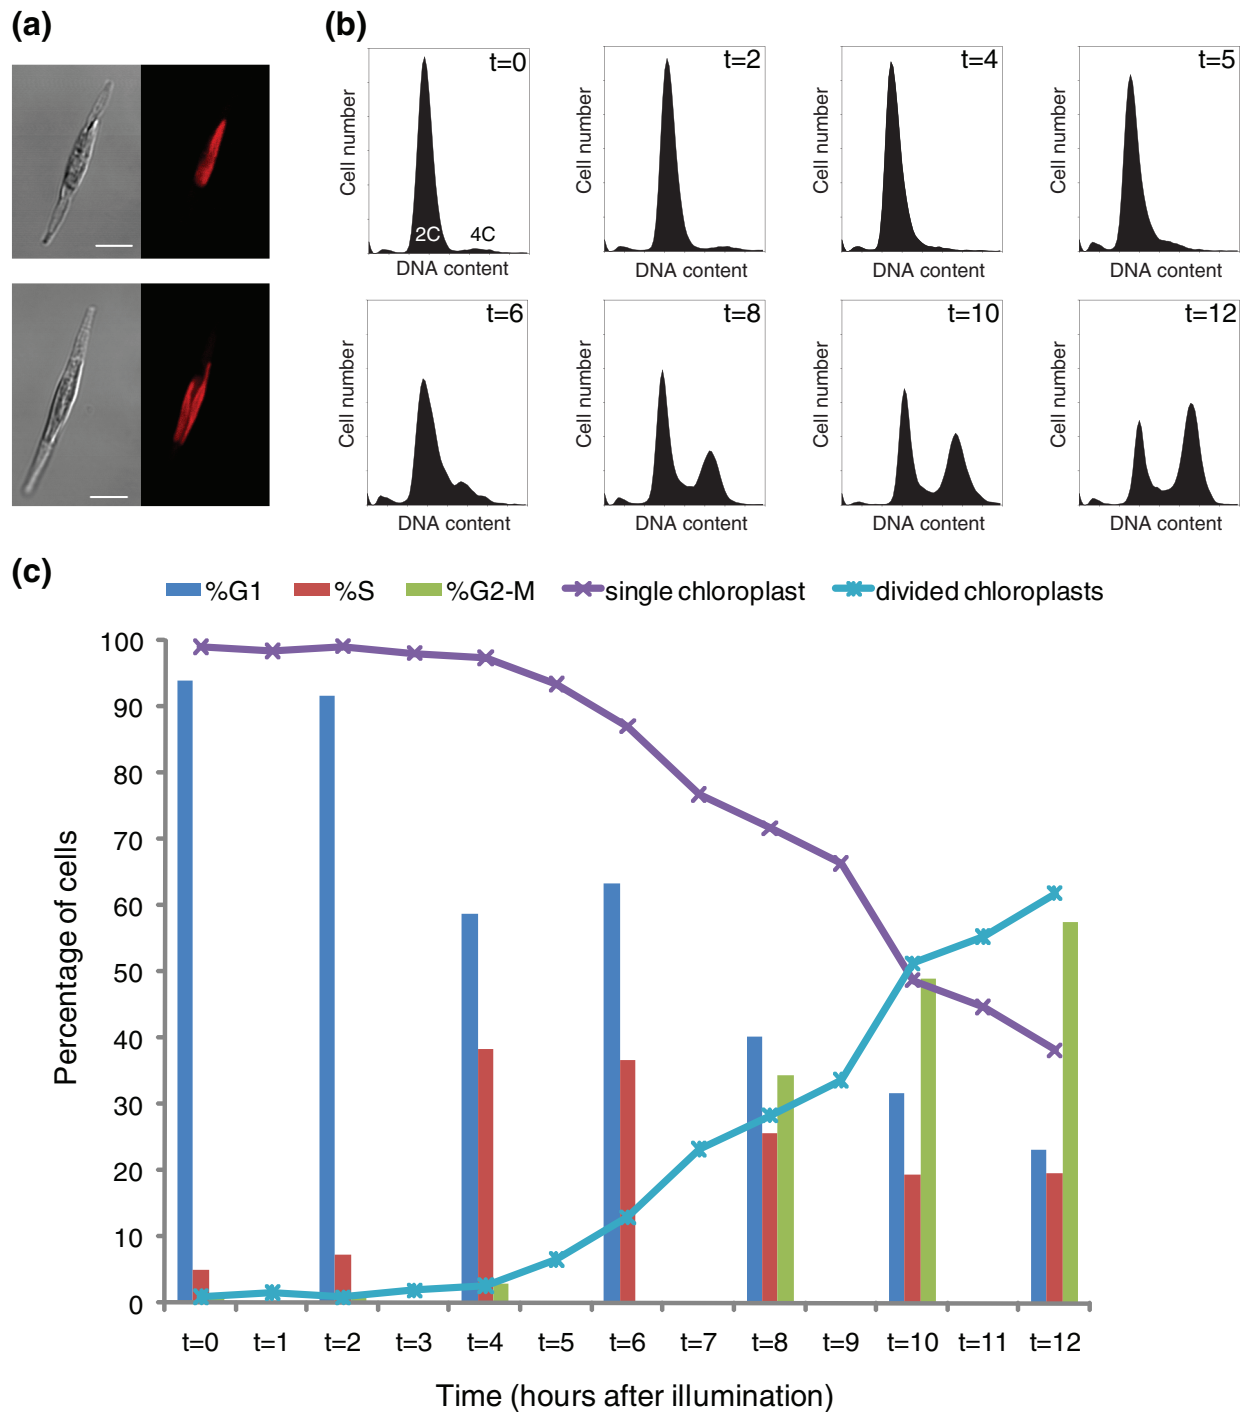 (a)
(b)
t=0
Cell number
2C
4C
DNA content
t=2
Cell number
DNA content
t=4
Cell number
DNA content
t=5
Cell number
DNA content
t=6
Cell number
DNA content
t=8
Cell number
DNA content
t=10
Cell number
DNA content
t=12
Cell number
DNA content
(c)
%G1 %S %G2-M single chloroplast divided chloroplasts
Percentage of cells
100
90
80
70
60
50
40
30
20
10
0
t=0 t=1 t=2 t=3 t=4 t=5 t=6 t=7 t=8 t=9 t=10 t=11 t=12
Time (hours after illumination)